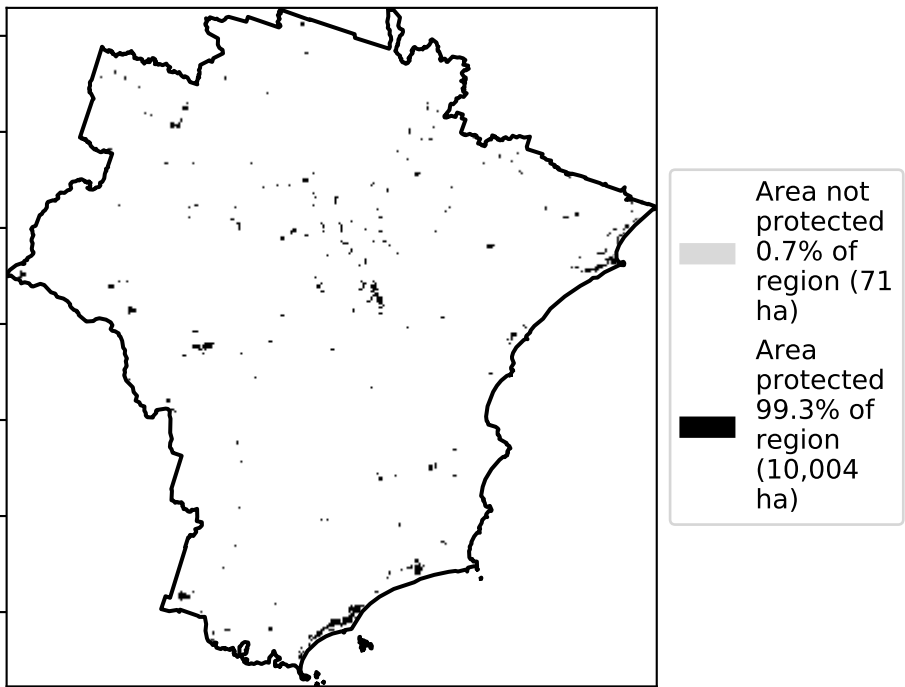 Area not
protected
0.7% of
region (71
ha)
Area
protected
99.3% of
region
(10,004
ha)